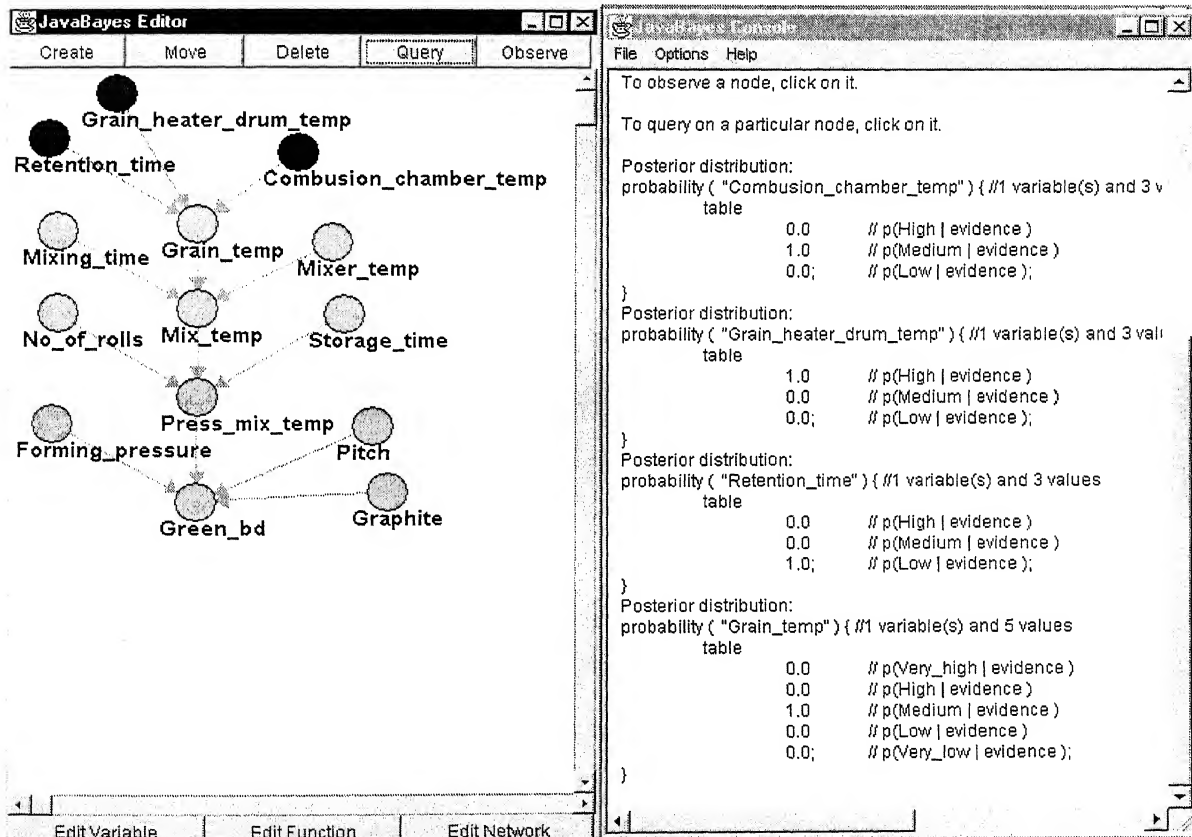 JavaBayes Editor
Create Move Delete Query Observe
Grain_heater_drum_temp
Retention_time
Combusion_chamber_temp
Mixing_time
Grain_temp
Mixer_temp
No_of_rolls
Mix_temp
Storage_time
Press_mix_temp
Forming_pressure
Pitch
Green_bd
Graphite
Edit Variable Edit Function Edit Network
JavaBayes Console
File Options Help
To observe a node, click on it.
To query on a particular node, click on it.
Posterior distribution:
probability ( "Combusion_chamber_temp" ) { //1 variable(s) and 3 v
table
0.0 // p(High | evidence )
1.0 // p(Medium | evidence )
0.0; // p(Low | evidence );
}
Posterior distribution:
probability ( "Grain_heater_drum_temp" ) { //1 variable(s) and 3 val
table
1.0 // p(High | evidence )
0.0 // p(Medium | evidence )
0.0; // p(Low | evidence );
}
Posterior distribution:
probability ( "Retention_time" ) { //1 variable(s) and 3 values
table
0.0 // p(High | evidence )
0.0 // p(Medium | evidence )
1.0; // p(Low | evidence );
}
Posterior distribution:
probability ( "Grain_temp" ) { //1 variable(s) and 5 values
table
0.0 // p(Very_high | evidence )
0.0 // p(High | evidence )
1.0 // p(Medium | evidence )
0.0 // p(Low | evidence )
0.0; // p(Very_low | evidence );
}